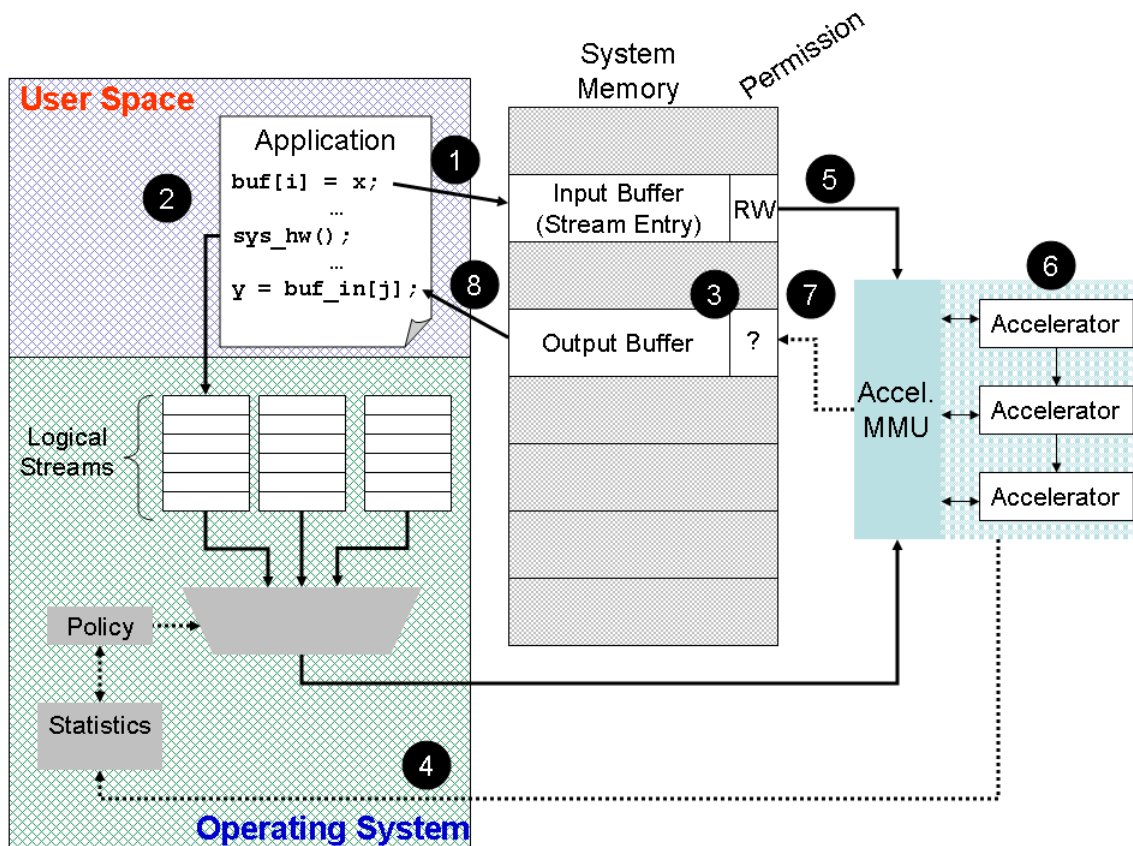 System
Memory
Permission
User Space
Application
buf[i] = x;
…
sys_hw();
…
y = buf_in[j];
1
2
Input Buffer
(Stream Entry)
RW
5
3
7
6
8
Output Buffer
?
Accel.
MMU
Accelerator
Accelerator
Accelerator
Logical
Streams
Policy
Statistics
4
Operating System